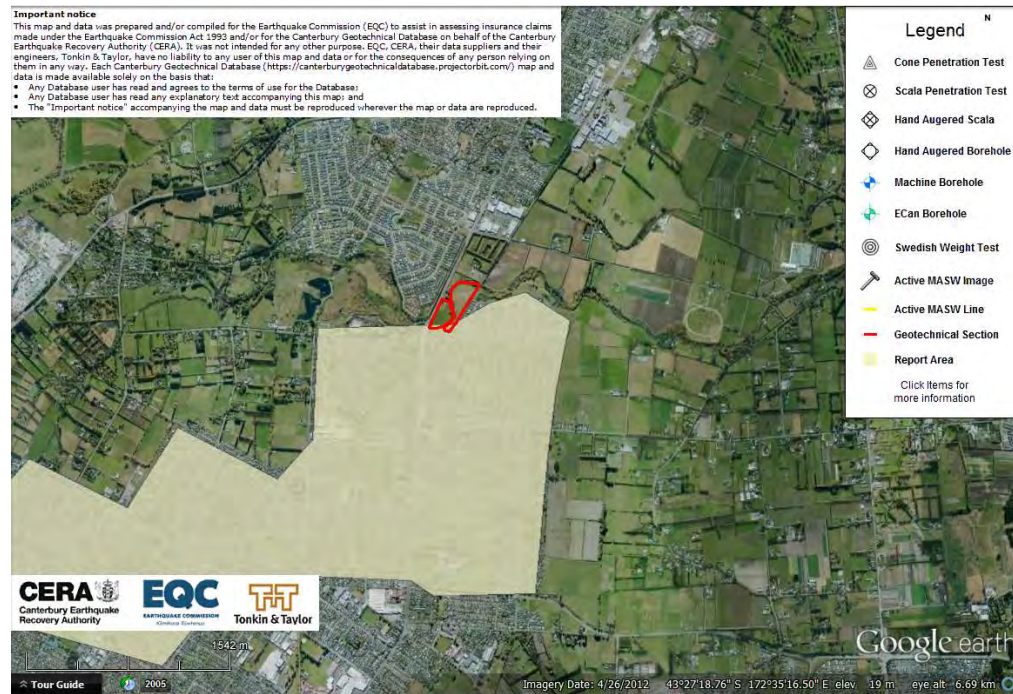 Important notice
This map and data was prepared and/or compiled for the Earthquake Commission (EQC) to assist in assessing insurance claims
made under the Earthquake Commission Act 1993 and/or for the Canterbury Geotechnical Database on behalf of the Canterbury
Earthquake Recovery Authority (CERA). It was not intended for any other purpose. EQC, CERA, their data suppliers and their
engineers, Tonkin & Taylor, have no liability to any user of this map and data or for the consequences of any person relying on
them in any way. Each Canterbury Geotechnical Database (https://canterburygeotechnicaldatabase.projectorbit.com/) map and
data is made available solely on the basis that:
• Any Database user has read and agrees to the terms of use for the Database;
• Any Database user has read any explanatory text accompanying this map; and
• The "Important notice" accompanying the map and data must be reproduced wherever the map or data are reproduced.
N
Legend
Cone Penetration Test
Scala Penetration Test
Hand Augered Scala
Hand Augered Borehole
Machine Borehole
ECan Borehole
Swedish Weight Test
Active MASW Image
Active MASW Line
Geotechnical Section
Report Area
Click Items for
more information
CERA
Canterbury Earthquake
Recovery Authority
EQC
EARTHQUAKE COMMISSION
T+T
Tonkin & Taylor
1542 m
Google earth
Tour Guide
2005
Imagery Date: 4/26/2012 43°27'18.76" S 172°35'16.50" E elev 19 m eye alt 6.69 km